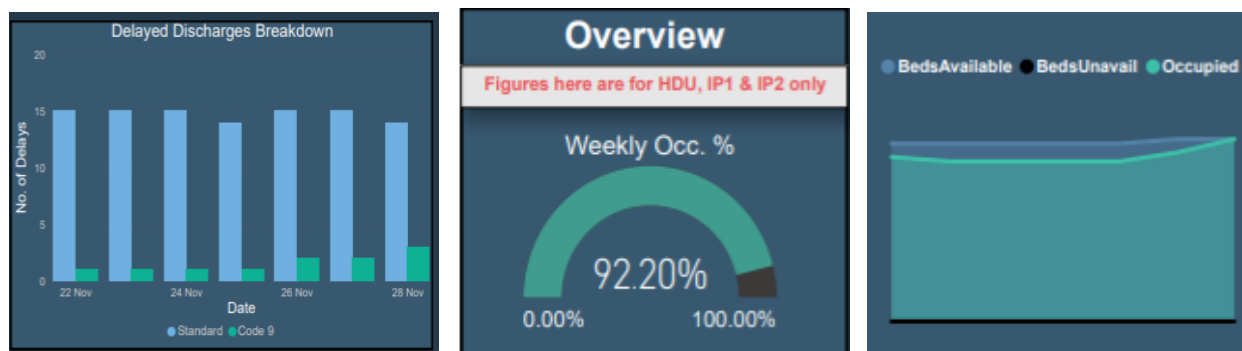 Delayed Discharges Breakdown
20
15
10
5
0
No. of Delays
22 Nov 24 Nov 26 Nov 28 Nov
Date
Standard Code 9
Overview
Figures here are for HDU, IP1 & IP2 only
Weekly Occ. %
92.20%
0.00% 100.00%
BedsAvailable BedsUnavail Occupied